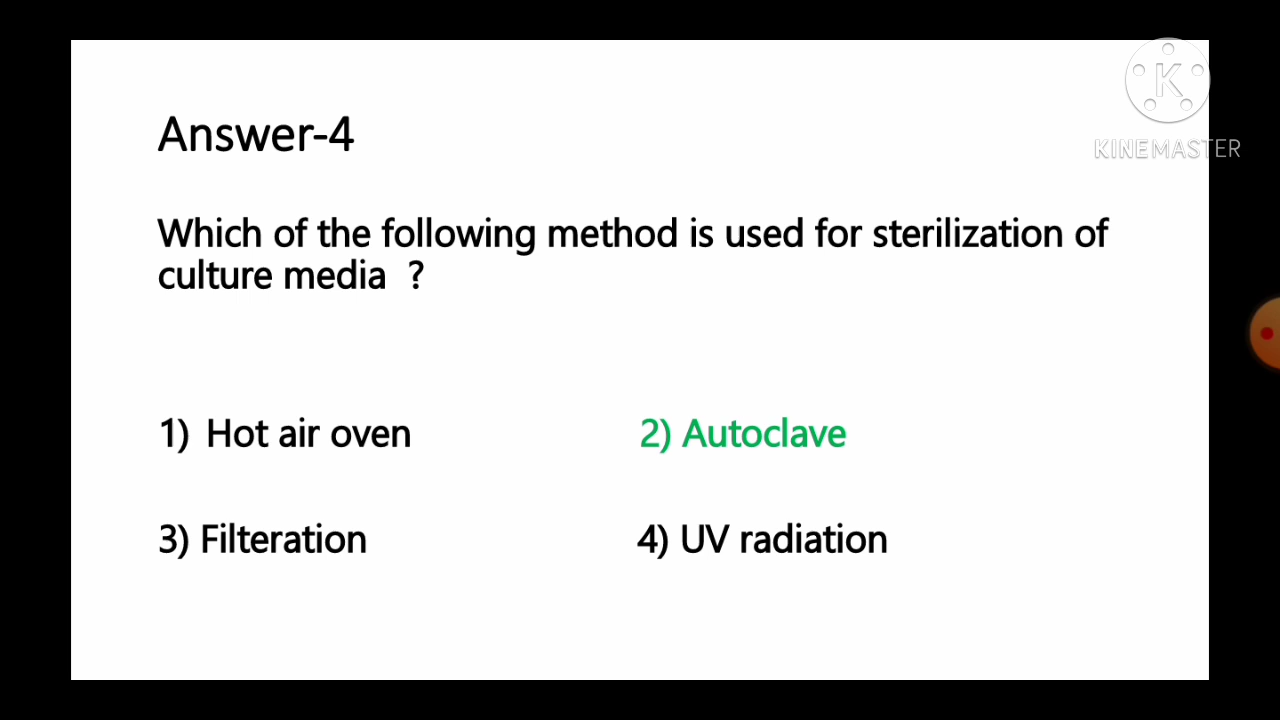 K
KINEMASTER
Answer-4
Which of the following method is used for sterilization of
culture media ?
1) Hot air oven
2) Autoclave
3) Filteration
4) UV radiation